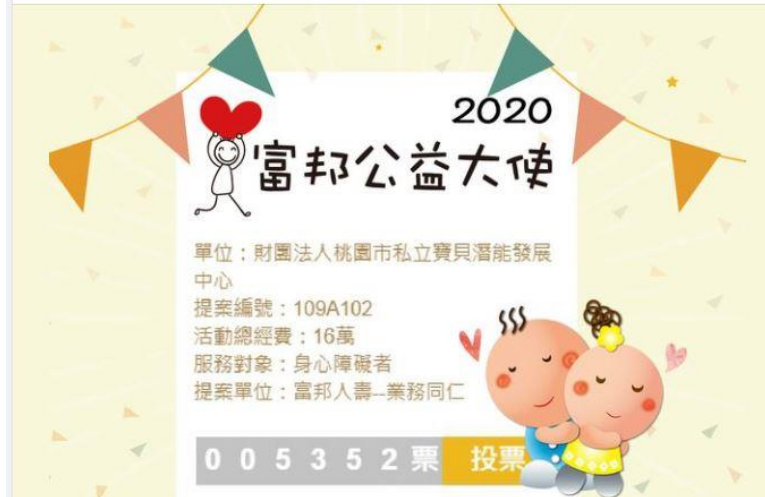 2020
富邦公益大使
單位：財團法人桃園市私立寶貝潛能發展
中心
提案編號：109A102
活動總經費：16萬
服務對象：身心障礙者
提案單位：富邦人壽--業務同仁
005352票 投票